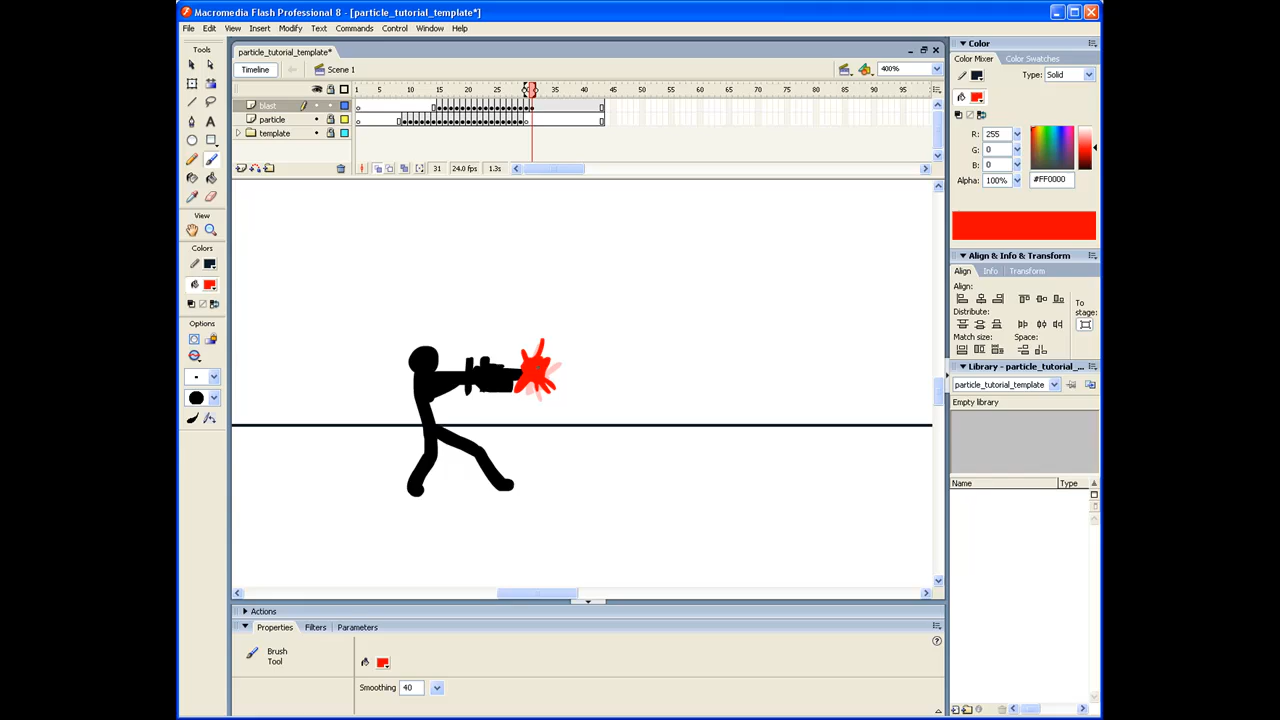 Macromedia Flash Professional 8 - [particle_tutorial_template*]
File Edit View Insert Modify Text Commands Control Window Help
Tools
View
Colors
Options
particle_tutorial_template*
Timeline
Scene 1
400%
1 5 10 15 20 25 30 35 40 45 50 55 60 65 70 75 80 85 90 95
blast
particle
template
31 24.0 fps 1.3s
Actions
Properties Filters Parameters
Brush
Tool
Smoothing 40
Color
Color Mixer Color Swatches
Type: Solid
R: 255
G: 0
B: 0
Alpha: 100% #FF0000
Align & Info & Transform
Align Info Transform
Align:
To
stage:
Distribute:
Match size: Space:
Library - particle_tutorial_...
particle_tutorial_template
Empty library
Name Type